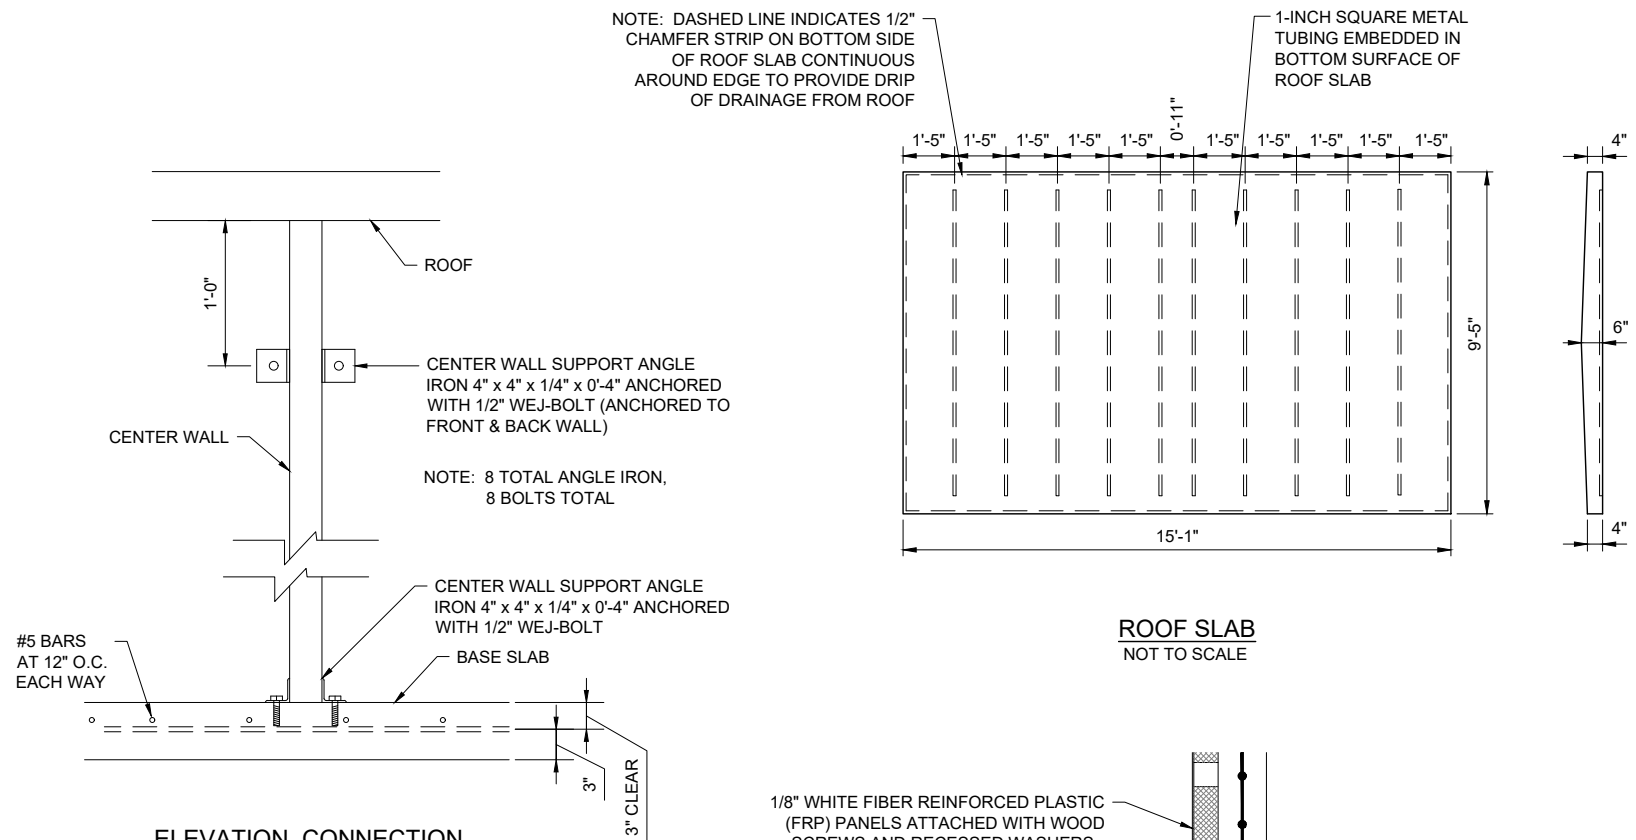 NOTE: DASHED LINE INDICATES 1/2"
CHAMFER STRIP ON BOTTOM SIDE
OF ROOF SLAB CONTINUOUS
AROUND EDGE TO PROVIDE DRIP
OF DRAINAGE FROM ROOF
1-INCH SQUARE METAL
TUBING EMBEDDED IN
BOTTOM SURFACE OF
ROOF SLAB
1'-5" 1'-5" 1'-5" 1'-5" 1'-5" 0'-11" 1'-5" 1'-5" 1'-5" 1'-5" 1'-5"
4"
6"
4"
9'-5"
15'-1"
ROOF SLAB
NOT TO SCALE
ROOF
1'-0"
CENTER WALL SUPPORT ANGLE
IRON 4" x 4" x 1/4" x 0'-4" ANCHORED
WITH 1/2" WEJ-BOLT (ANCHORED TO
FRONT & BACK WALL)
CENTER WALL
NOTE: 8 TOTAL ANGLE IRON,
8 BOLTS TOTAL
CENTER WALL SUPPORT ANGLE
IRON 4" x 4" x 1/4" x 0'-4" ANCHORED
WITH 1/2" WEJ-BOLT
#5 BARS
AT 12" O.C.
EACH WAY
BASE SLAB
3"
3" CLEAR
ELEVATION CONNECTION
1/8" WHITE FIBER REINFORCED PLASTIC
(FRP) PANELS ATTACHED WITH WOOD
SCREWS AND RECESSED WASHERS